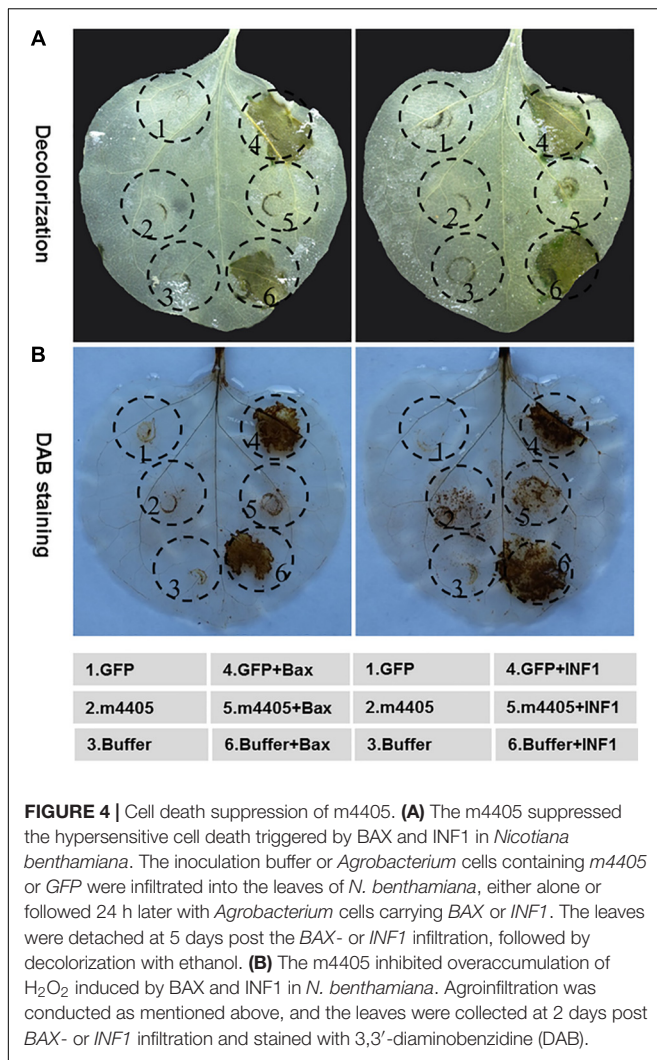 A
Decolorization
1
4
2
5
3
6
1
4
2
5
3
6
B
DAB staining
1
4
2
5
3
6
1
4
5
3
6
1.GFP 4.GFP+Bax 1.GFP 4.GFP+INF1
2.m4405 5.m4405+Bax 2.m4405 5.m4405+INF1
3.Buffer 6.Buffer+Bax 3.Buffer 6.Buffer+INF1
FIGURE 4 | Cell death suppression of m4405. (A) The m4405 suppressed
the hypersensitive cell death triggered by BAX and INF1 in Nicotiana
benthamiana. The inoculation buffer or Agrobacterium cells containing m4405
or GFP were infiltrated into the leaves of N. benthamiana, either alone or
followed 24 h later with Agrobacterium cells carrying BAX or INF1. The leaves
were detached at 5 days post the BAX- or INF1 infiltration, followed by
decolorization with ethanol. (B) The m4405 inhibited overaccumulation of
H₂O₂ induced by BAX and INF1 in N. benthamiana. Agroinfiltration was
conducted as mentioned above, and the leaves were collected at 2 days post
BAX- or INF1 infiltration and stained with 3,3′-diaminobenzidine (DAB).